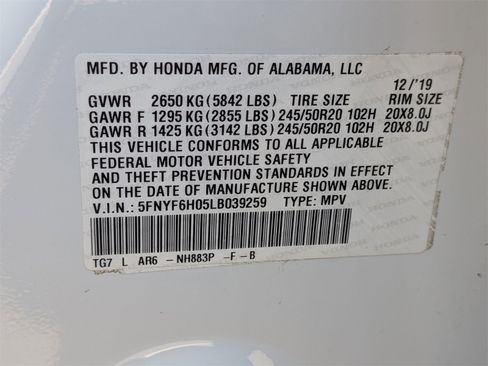 MFD. BY HONDA MFG. OF ALABAMA, LLC
12/'19
GVWR 2650 KG (5842 LBS) TIRE SIZE RIM SIZE
GAWR F 1295 KG (2855 LBS) 245/50R20 102H 20X8.0J
GAWR R 1425 KG (3142 LBS) 245/50R20 102H 20X8.0J
THIS VEHICLE CONFORMS TO ALL APPLICABLE
FEDERAL MOTOR VEHICLE SAFETY
AND THEFT PREVENTION STANDARDS IN EFFECT
ON THE DATE OF MANUFACTURE SHOWN ABOVE.
V.I.N.: 5FNYF6H05LB039259 TYPE: MPV
TG7 L AR6 -NH883P -F-B